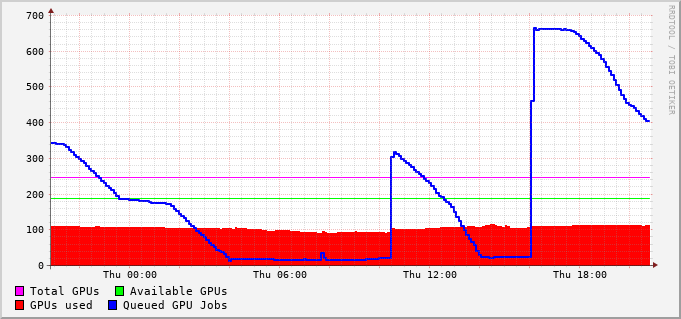 700
600
500
400
300
200
100
0
Thu 00:00 Thu 06:00 Thu 12:00 Thu 18:00
Total GPUs Available GPUs
GPUs used Queued GPU Jobs
RRDTOOL / TOBI OETIKER